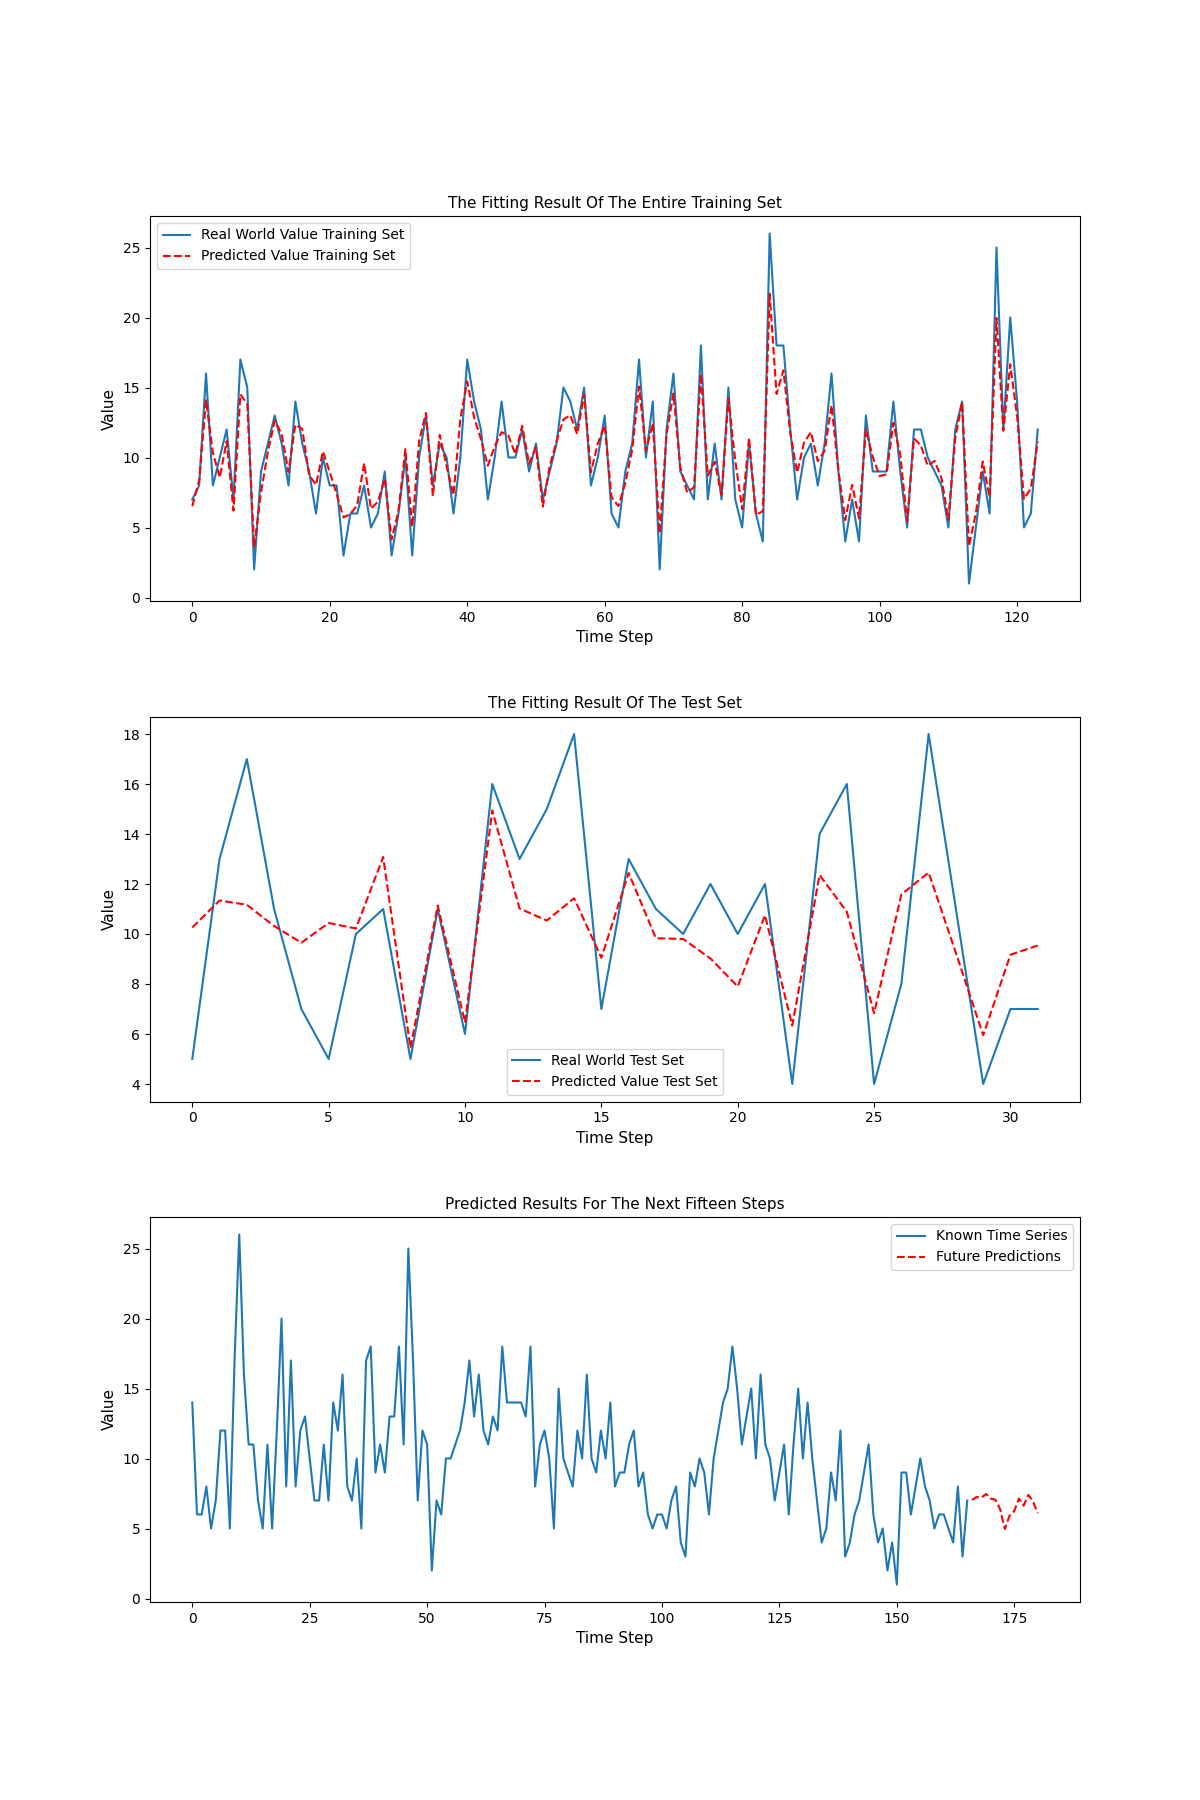 The Fitting Result Of The Entire Training Set
Real World Value Training Set
Predicted Value Training Set
Value
25
20
15
10
5
0
0 20 40 60 80 100 120
Time Step
The Fitting Result Of The Test Set
Value
18
16
14
12
10
8
6
4
Real World Test Set
Predicted Value Test Set
0 5 10 15 20 25 30
Time Step
Predicted Results For The Next Fifteen Steps
Known Time Series
Future Predictions
Value
25
20
15
10
5
0
0 25 50 75 100 125 150 175
Time Step